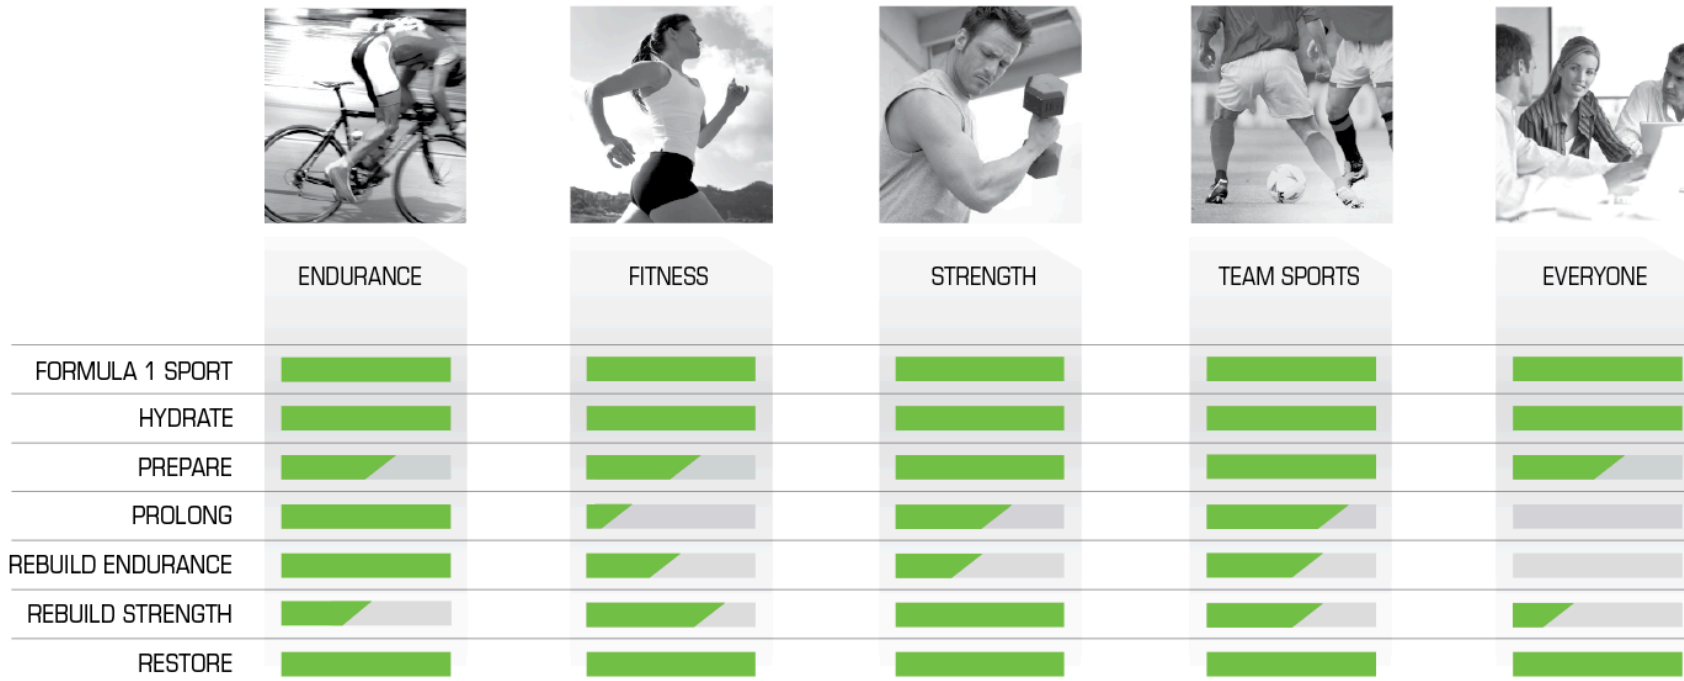 ENDURANCE FITNESS STRENGTH TEAM SPORTS EVERYONE
FORMULA 1 SPORT
HYDRATE
PREPARE
PROLONG
REBUILD ENDURANCE
REBUILD STRENGTH
RESTORE